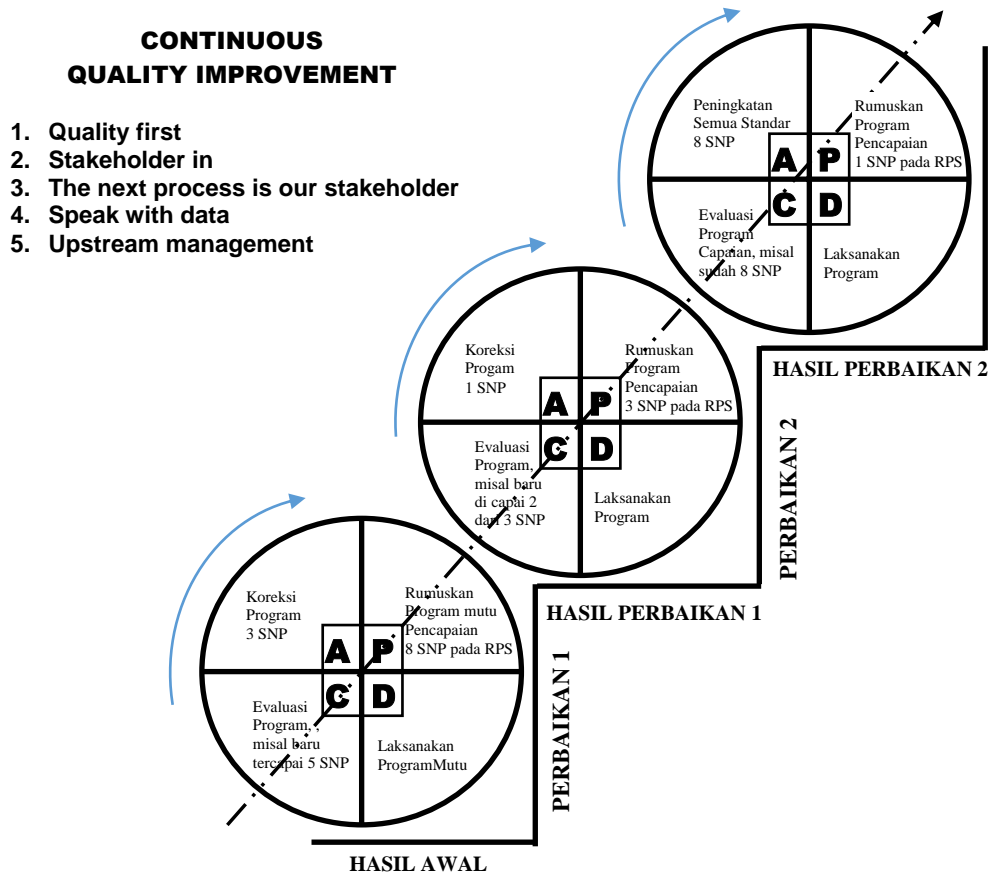 CONTINUOUS
QUALITY IMPROVEMENT
1. Quality first
2. Stakeholder in
3. The next process is our stakeholder
4. Speak with data
5. Upstream management
Peningkatan
Semua Standar
8 SNP
Rumuskan
Program
Pencapaian
1 SNP pada RPS
A P
C D
Evaluasi
Program
Capaian, misal
sudah 8 SNP
Laksanakan
Program
HASIL PERBAIKAN 2
PERBAIKAN 2
Koreksi
Progam
1 SNP
Rumuskan
Program
Pencapaian
3 SNP pada RPS
A P
C D
Evaluasi
Program,
misal baru
di capai 2
dari 3 SNP
Laksanakan
Program
HASIL PERBAIKAN 1
PERBAIKAN 1
Koreksi
Program
3 SNP
Rumuskan
Program mutu
Pencapaian
8 SNP pada RPS
A P
C D
Evaluasi
Program, ,
misal baru
tercapai 5 SNP
Laksanakan
ProgramMutu
HASIL AWAL